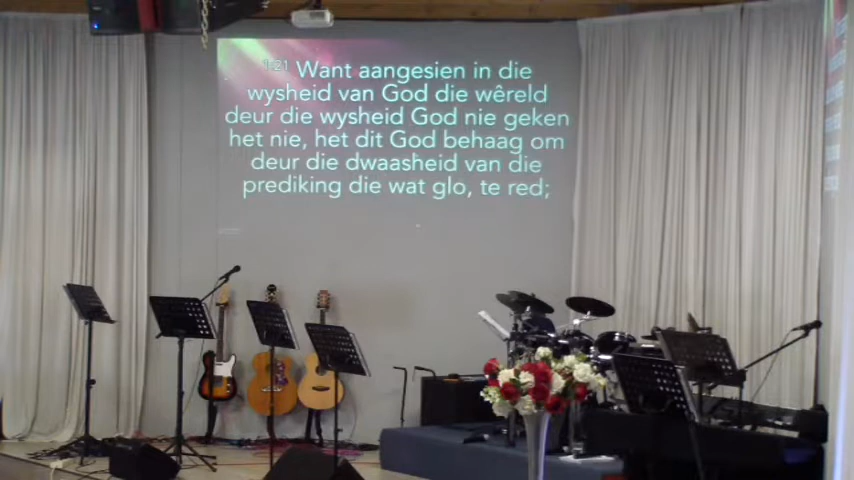 1:21 Want aangesien in die
wysheid van God die wêreld
deur die wysheid God nie geken
het nie, het dit God behaag om
deur die dwaasheid van die
prediking die wat glo, te red;